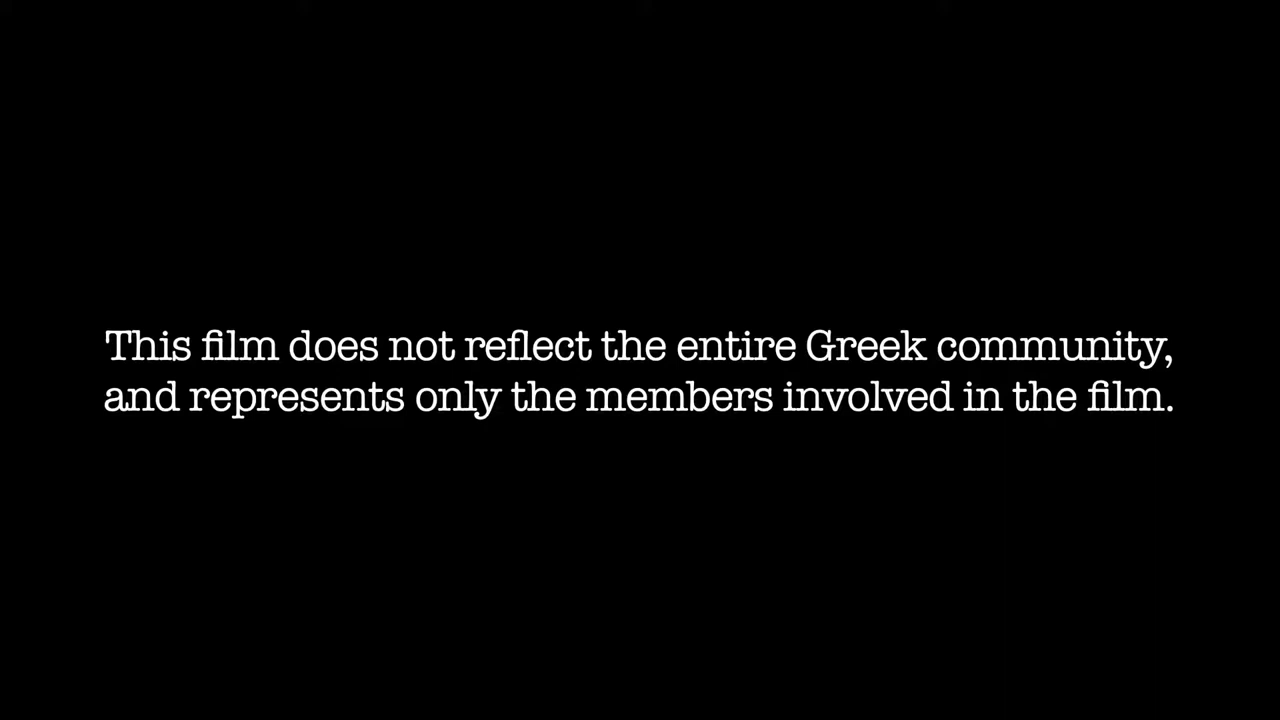 This film does not reflect the entire Greek community,
and represents only the members involved in the film.